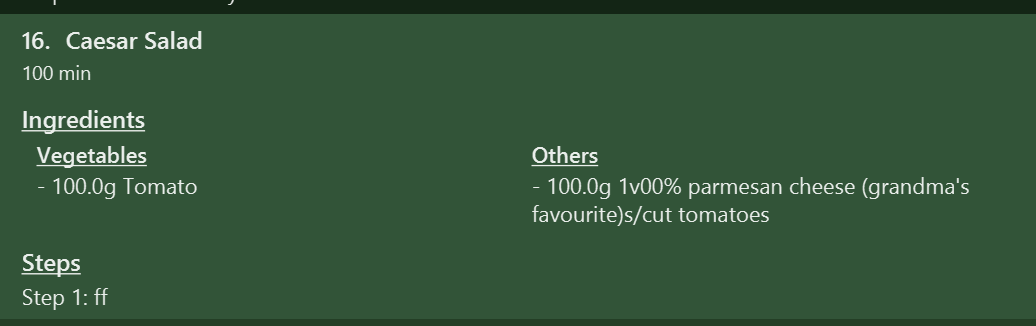 16. Caesar Salad
100 min
Ingredients
Vegetables
- 100.0g Tomato
Others
- 100.0g 1v00% parmesan cheese (grandma's
favourite)s/cut tomatoes
Steps
Step 1: ff